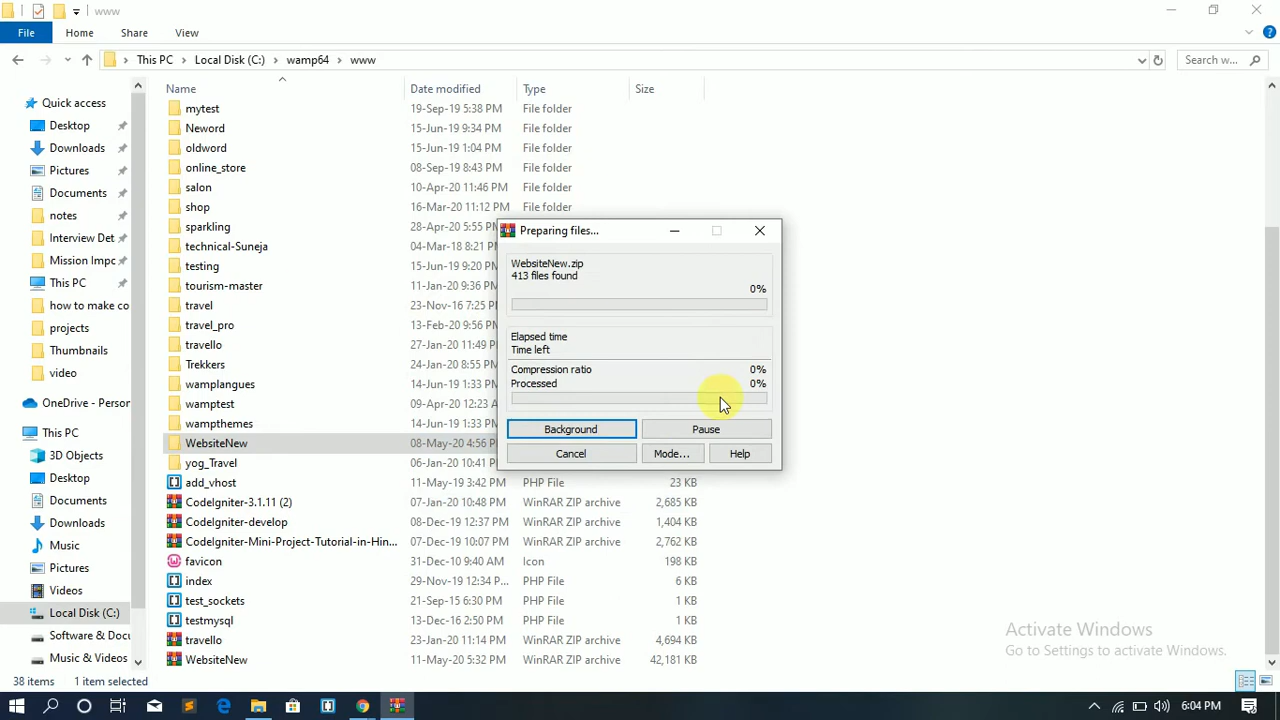 www
File Home Share View
This PC Local Disk (C:) wamp64 www Search w...
Name Date modified Type Size
Quick access
Desktop
Downloads
Pictures
Documents
notes
Interview Det
Mission Impc
This PC
how to make co
projects
Thumbnails
video
OneDrive - Person
This PC
3D Objects
Desktop
Documents
Downloads
Music
Pictures
Videos
Local Disk (C:)
Software & Docu
Music & Videos
mytest 19-Sep-19 5:38 PM File folder
Neword 15-Jun-19 9:34 PM File folder
oldword 15-Jun-19 1:04 PM File folder
online_store 08-Sep-19 8:43 PM File folder
salon 10-Apr-20 11:46 PM File folder
shop 16-Mar-20 11:12 PM File folder
sparkling 28-Apr-20 5:55 PM
technical-Suneja 04-Mar-18 8:21 PM
testing 15-Jun-19 9:20 PM
tourism-master 11-Jan-20 9:36 PM
travel 23-Nov-16 7:25 PM
travel_pro 13-Feb-20 9:56 PM
travello 27-Jan-20 11:49 PM
Trekkers 24-Jan-20 8:55 PM
wamplangues 14-Jun-19 1:33 PM
wamptest 09-Apr-20 12:23
wampthemes 14-Jun-19 1:33 PM
WebsiteNew 08-May-20 4:56 PM
yog_Travel 06-Jan-20 10:41
add_vhost 11-May-19 3:42 PM PHP File 23 KB
CodeIgniter-3.1.11 (2) 07-Jan-20 10:48 PM WinRAR ZIP archive 2,685 KB
CodeIgniter-develop 08-Dec-19 12:37 PM WinRAR ZIP archive 1,404 KB
CodeIgniter-Mini-Project-Tutorial-in-Hin... 08-Dec-19 10:07 PM WinRAR ZIP archive 2,762 KB
favicon 31-Dec-10 9:40 AM Icon 198 KB
index 29-Nov-19 12:34 P... PHP File 6 KB
test_sockets 21-Sep-15 6:30 PM PHP File 1 KB
testmysql 13-Dec-16 2:50 PM PHP File 1 KB
travello 23-Jan-20 11:14 PM WinRAR ZIP archive 4,694 KB
WebsiteNew 11-May-20 5:32 PM WinRAR ZIP archive 42,181 KB
Preparing files...
WebsiteNew.zip
413 files found
0%
Elapsed time
Time left
Compression ratio 0%
Processed 0%
Background Pause
Cancel Mode... Help
Activate Windows
Go to Settings to activate Windows.
38 items 1 item selected
6:04 PM